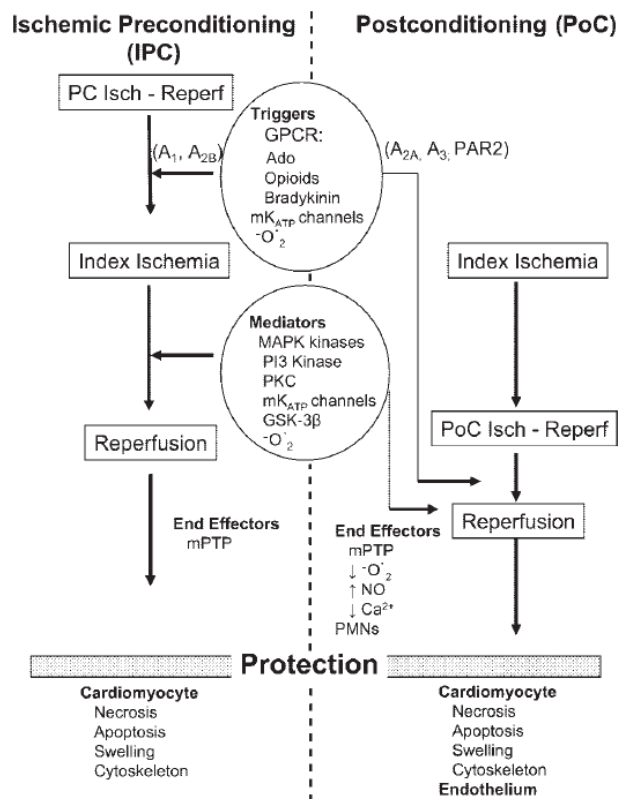 Ischemic Preconditioning
(IPC)
Postconditioning (PoC)
PC Isch - Reperf
(A₁, A₂B)
Triggers
GPCR:
Ado
Opioids
Bradykinin
mK_ATP channels
⁻O˙₂
(A₂A, A₃, PAR2)
Index Ischemia
Index Ischemia
Mediators
MAPK kinases
PI3 Kinase
PKC
mK_ATP channels
GSK-3β
⁻O˙₂
Reperfusion
PoC Isch - Reperf
Reperfusion
End Effectors
mPTP
End Effectors
mPTP
↓ ⁻O˙₂
↑ NO
↓ Ca²⁺
PMNs
Protection
Cardiomyocyte
Necrosis
Apoptosis
Swelling
Cytoskeleton
Cardiomyocyte
Necrosis
Apoptosis
Swelling
Cytoskeleton
Endothelium